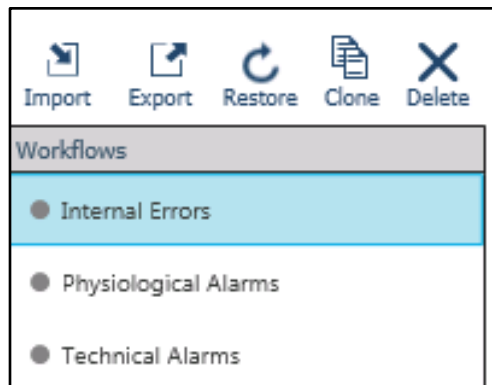 Import Export Restore Clone Delete
Workflows
Internal Errors
Physiological Alarms
Technical Alarms